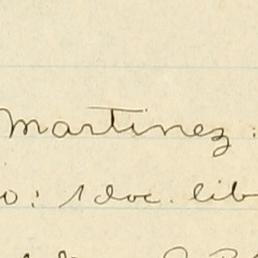 Martinez :
o: 1 doc. lib